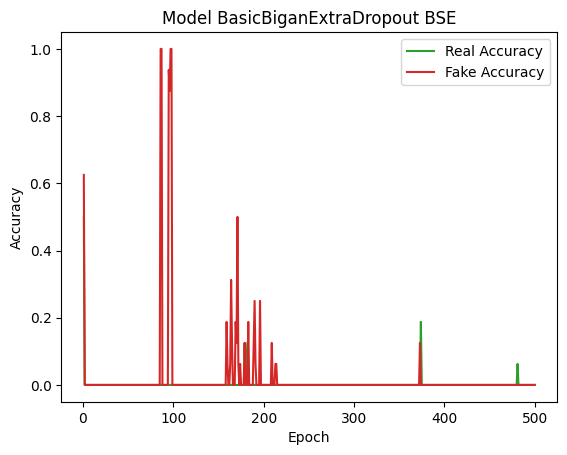 Model BasicBiganExtraDropout BSE
Real Accuracy
Fake Accuracy
1.0
0.8
0.6
0.4
0.2
0.0
Accuracy
0 100 200 300 400 500
Epoch